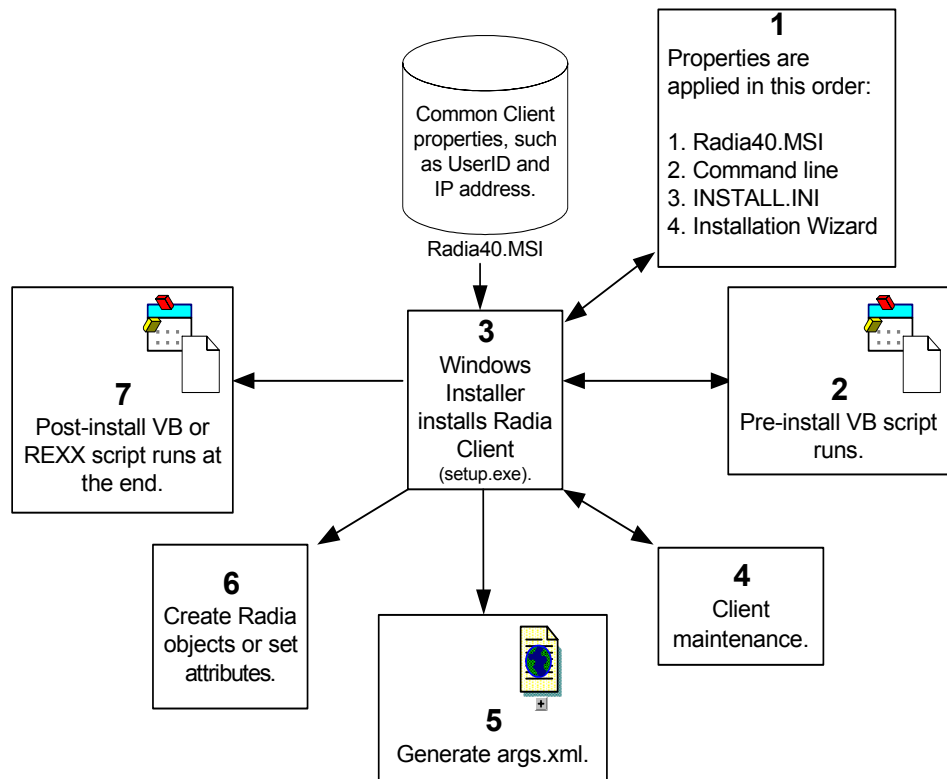 Common Client
properties, such
as UserID and
IP address.
Radia40.MSI
1
Properties are
applied in this order:
1. Radia40.MSI
2. Command line
3. INSTALL.INI
4. Installation Wizard
2
Pre-install VB script
runs.
3
Windows
Installer
installs Radia
Client
(setup.exe).
4
Client
maintenance.
5
Generate args.xml.
6
Create Radia
objects or set
attributes.
7
Post-install VB or
REXX script runs at
the end.